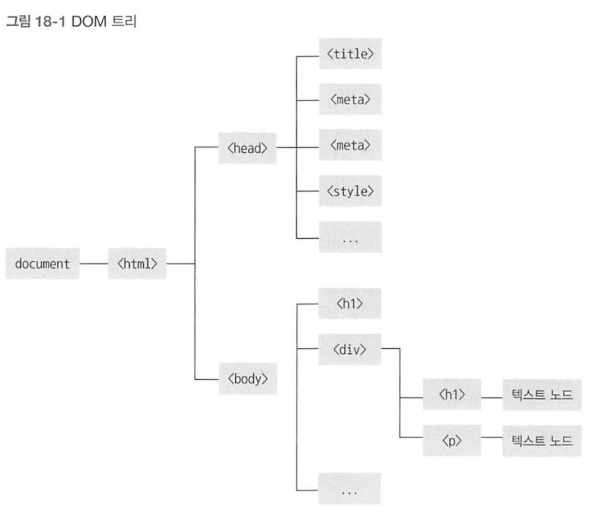 그림 18-1 DOM 트리
<title>
<meta>
<head>
<meta>
<style>
...
document
<html>
<h1>
<div>
<body>
<h1>
텍스트 노드
<p>
텍스트 노드
...